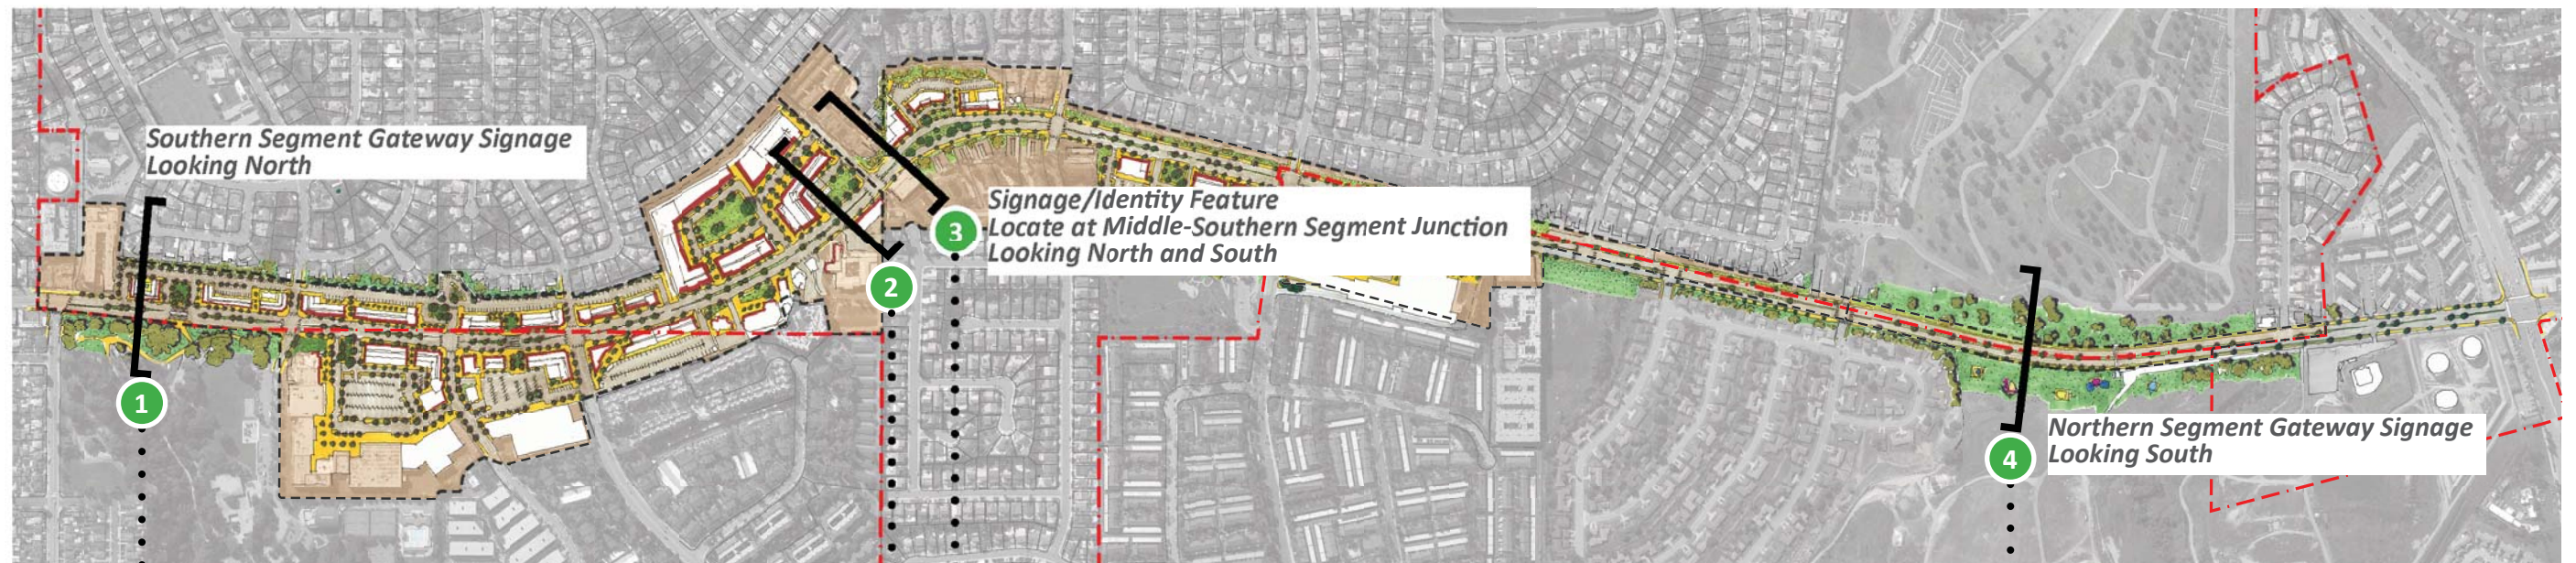 Southern Segment Gateway Signage
Looking North
1
2
3
Signage/Identity Feature
Locate at Middle-Southern Segment Junction
Looking North and South
4
Northern Segment Gateway Signage
Looking South